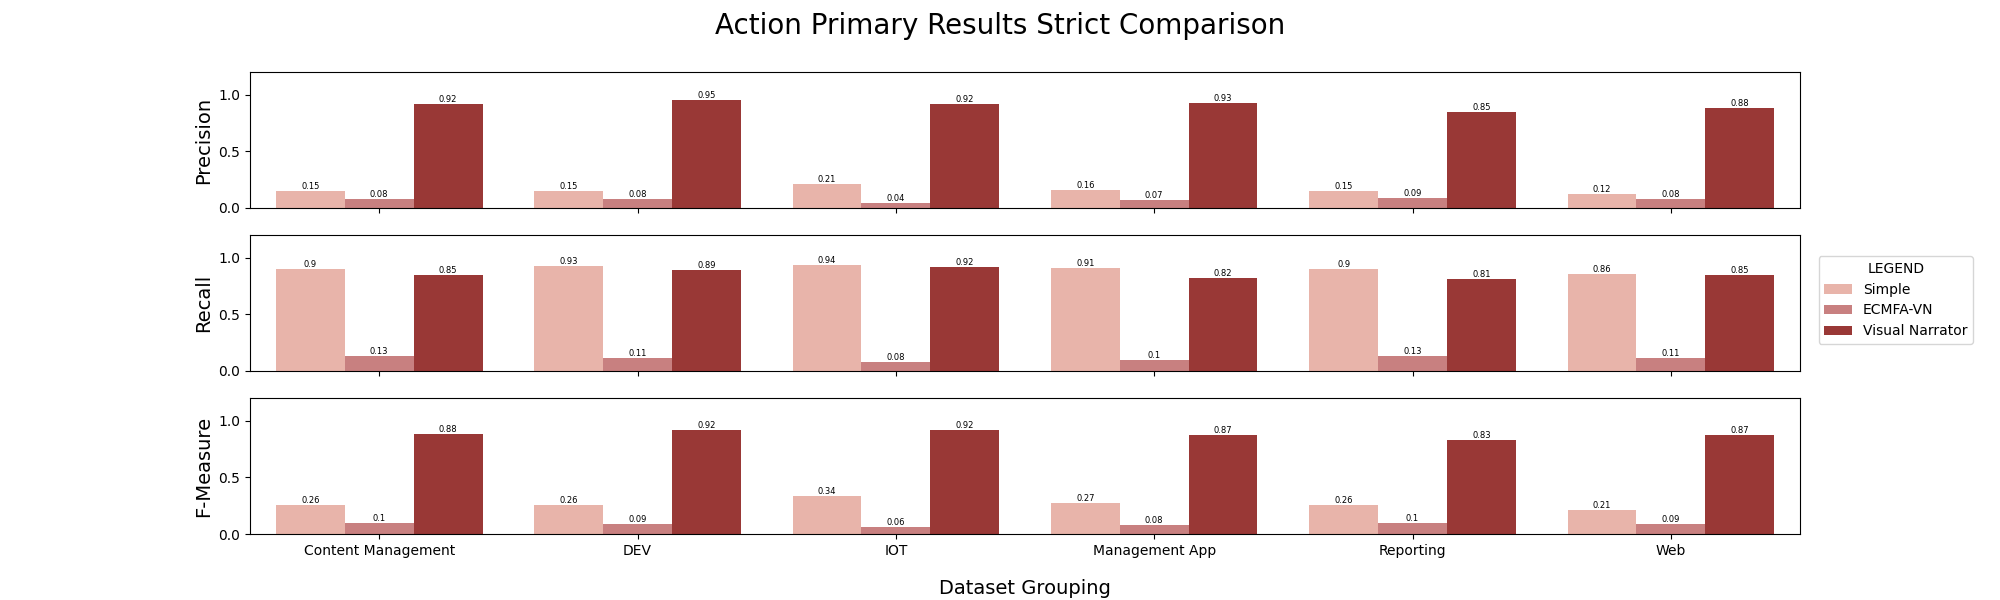 Action Primary Results Strict Comparison
Precision
1.0
0.5
0.0
0.15 0.08 0.92 0.15 0.08 0.95 0.21 0.04 0.92 0.16 0.07 0.93 0.15 0.09 0.85 0.12 0.08 0.88
Recall
1.0
0.5
0.0
0.9 0.13 0.85 0.93 0.11 0.89 0.94 0.08 0.92 0.91 0.1 0.82 0.9 0.13 0.81 0.86 0.11 0.85
LEGEND
Simple
ECMFA-VN
Visual Narrator
F-Measure
1.0
0.5
0.0
0.26 0.1 0.88 0.26 0.09 0.92 0.34 0.06 0.92 0.27 0.08 0.87 0.26 0.1 0.83 0.21 0.09 0.87
Content Management DEV IOT Management App Reporting Web
Dataset Grouping